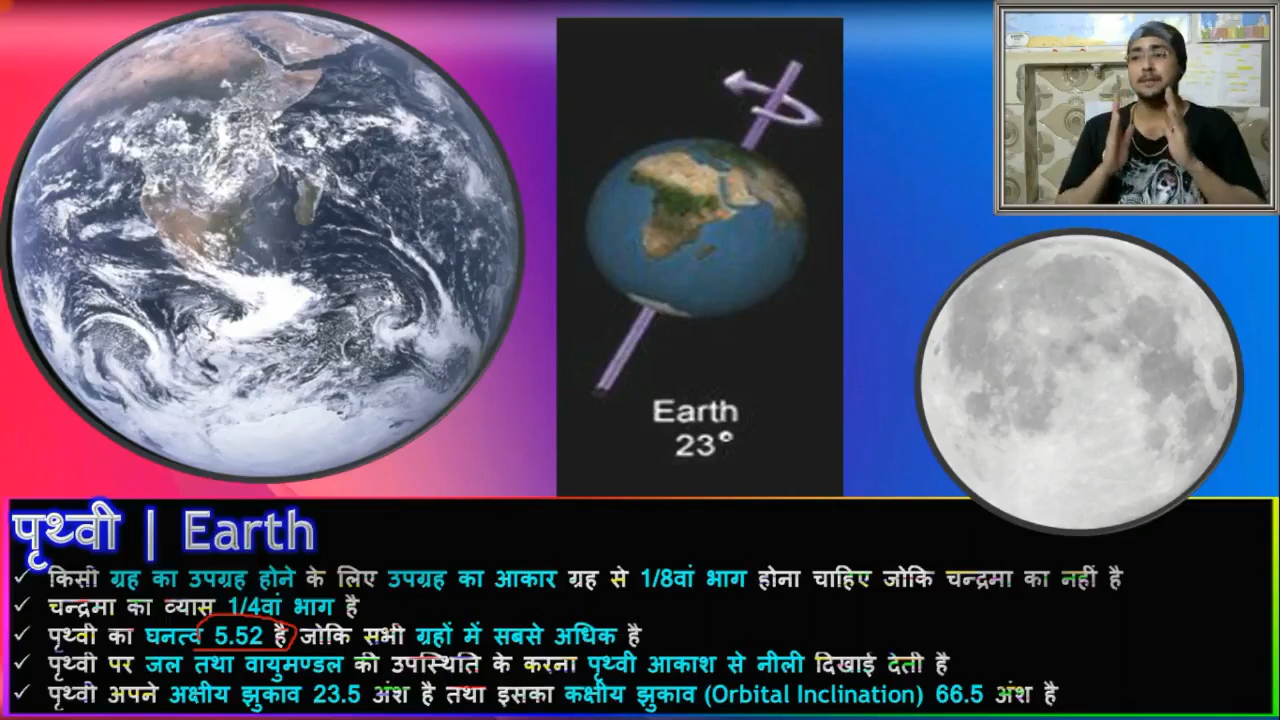 Earth
23°
पृथ्वी | Earth
✓ किसी ग्रह का उपग्रह होने के लिए उपग्रह का आकार ग्रह से 1/8वां भाग होना चाहिए जोकि चन्द्रमा का नहीं है
✓ चन्द्रमा का व्यास 1/4वां भाग है
✓ पृथ्वी का घनत्व 5.52 है जोकि सभी ग्रहों में सबसे अधिक है
✓ पृथ्वी पर जल तथा वायुमण्डल की उपस्थिति के करना पृथ्वी आकाश से नीली दिखाई देती है
✓ पृथ्वी अपने अक्षीय झुकाव 23.5 अंश है तथा इसका कक्षीय झुकाव (Orbital Inclination) 66.5 अंश है